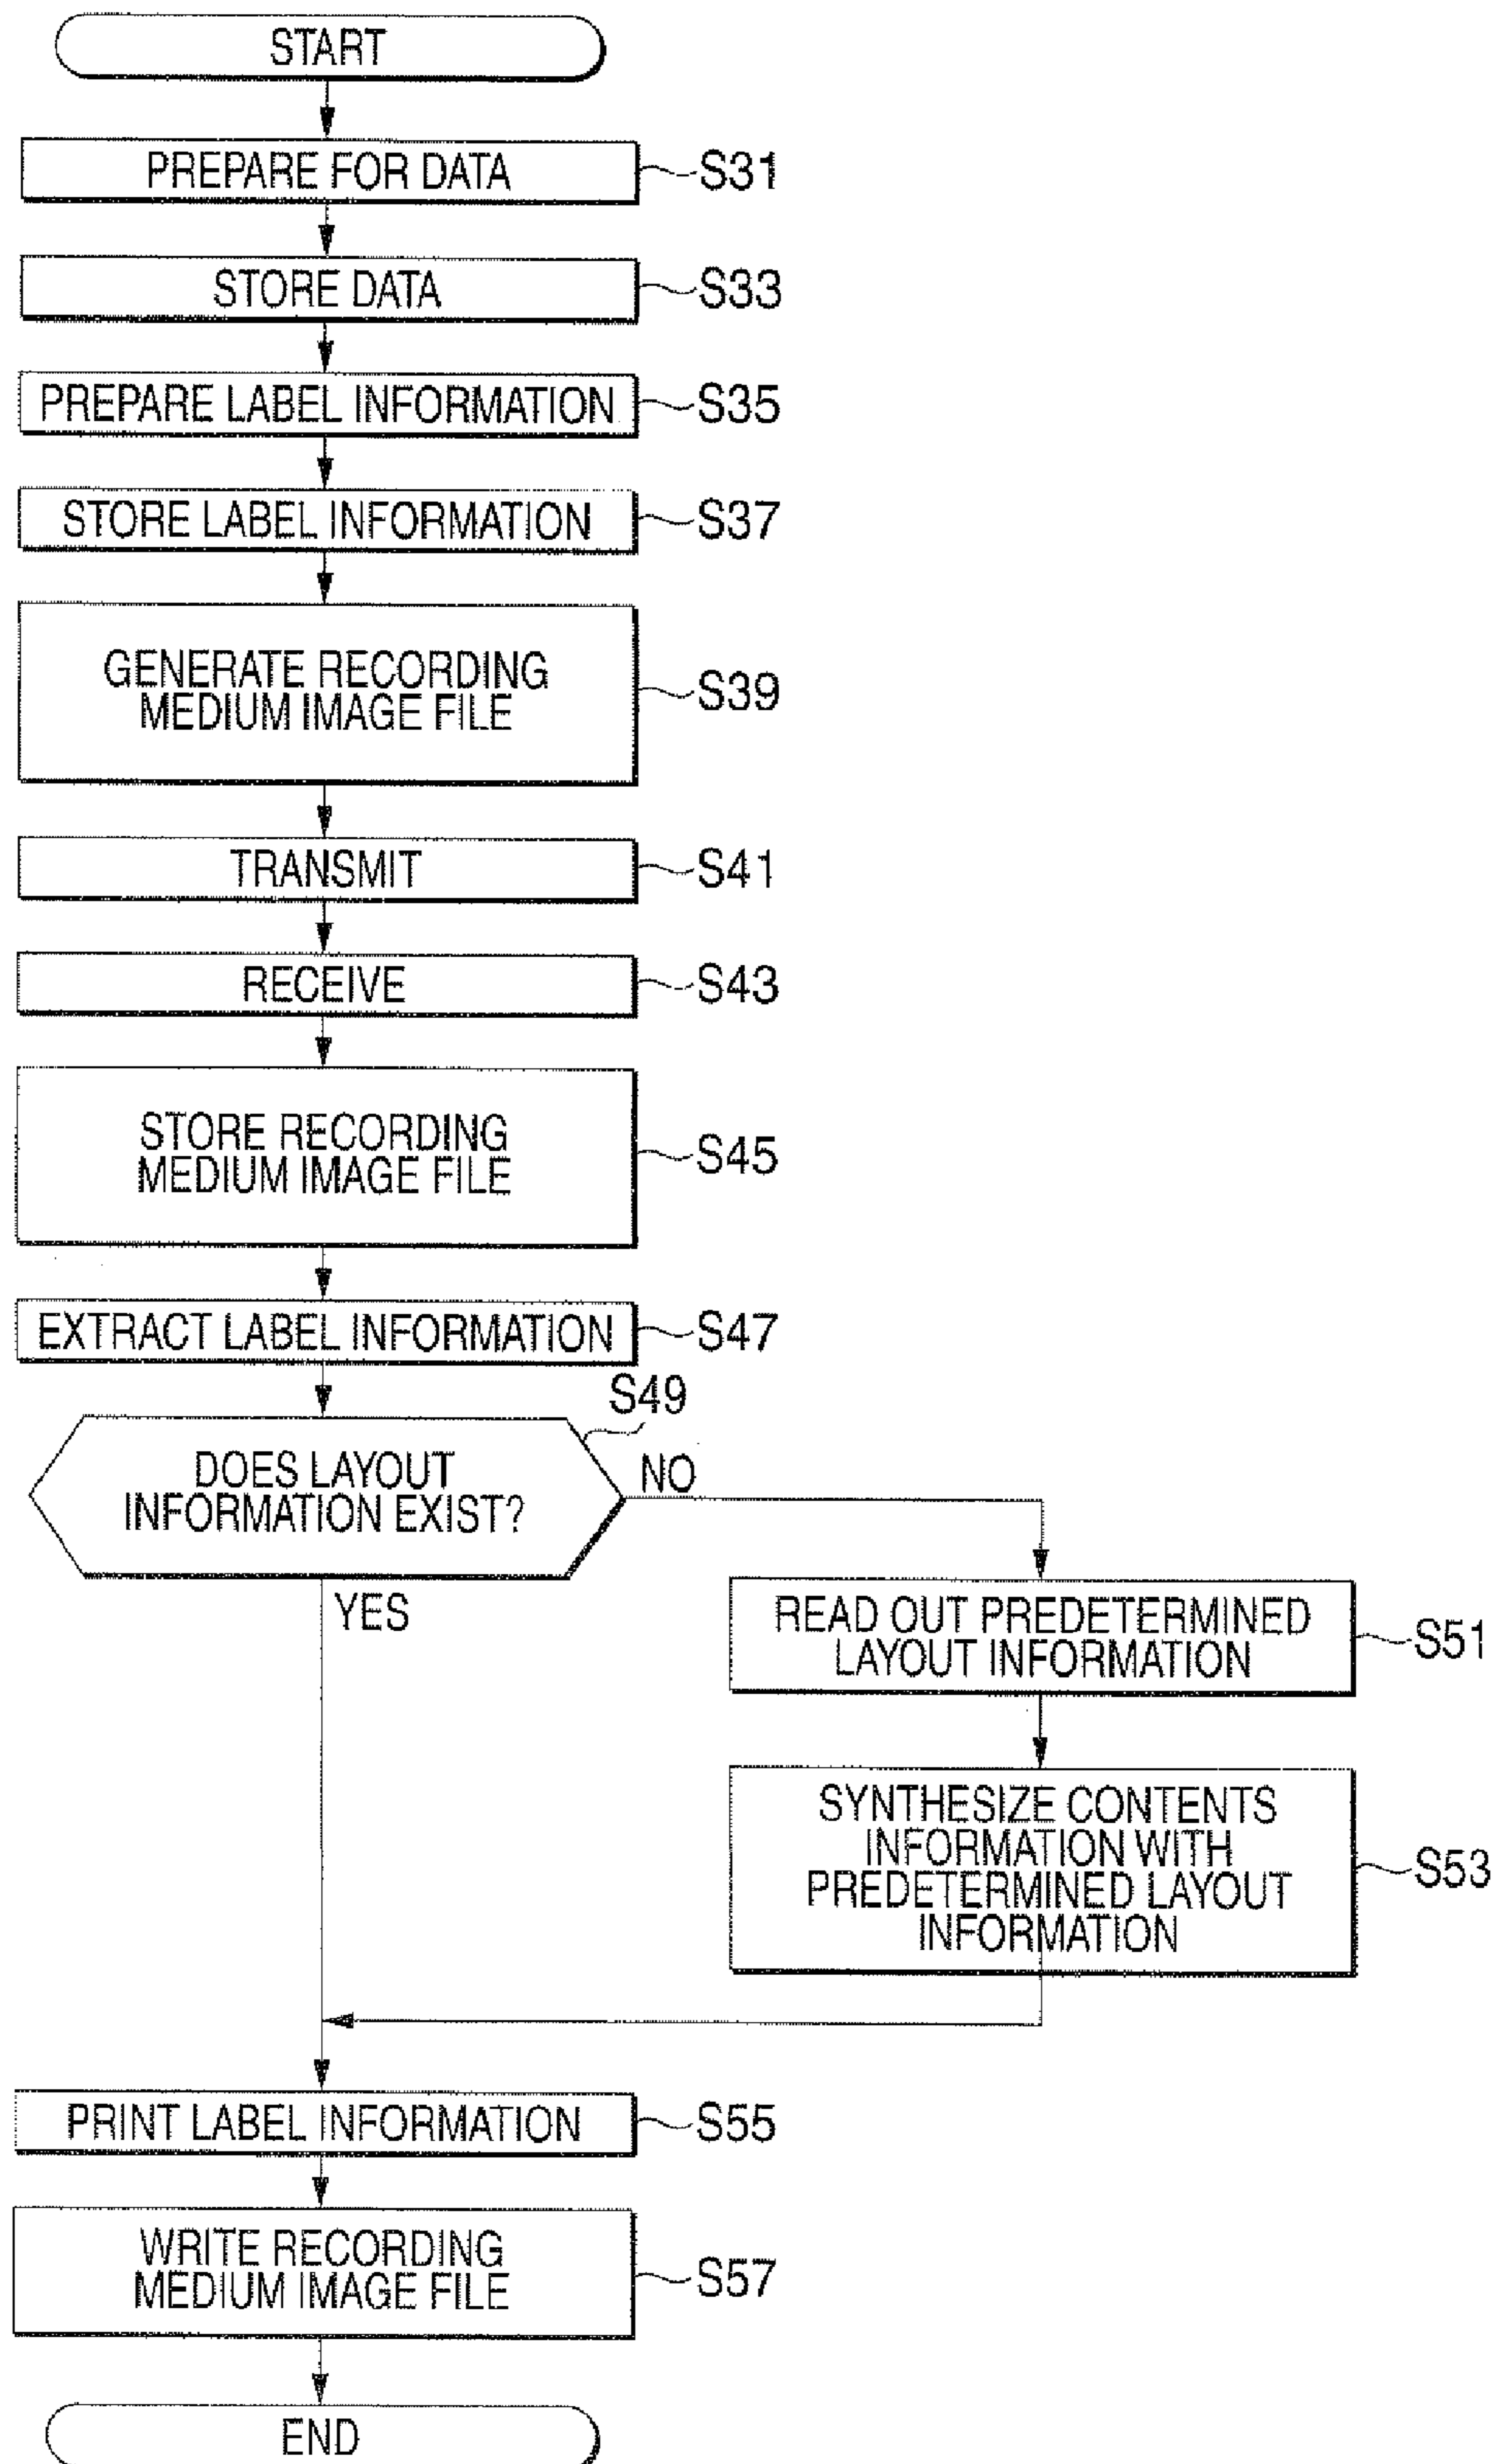 START
PREPARE FOR DATA
S31
STORE DATA
S33
PREPARE LABEL INFORMATION
S35
STORE LABEL INFORMATION
S37
GENERATE RECORDING
MEDIUM IMAGE FILE
S39
TRANSMIT
S41
RECEIVE
S43
STORE RECORDING
MEDIUM IMAGE FILE
S45
EXTRACT LABEL INFORMATION
S47
S49
DOES LAYOUT
INFORMATION EXIST?
NO
YES
READ OUT PREDETERMINED
LAYOUT INFORMATION
S51
SYNTHESIZE CONTENTS
INFORMATION WITH
PREDETERMINED LAYOUT
INFORMATION
S53
PRINT LABEL INFORMATION
S55
WRITE RECORDING
MEDIUM IMAGE FILE
S57
END